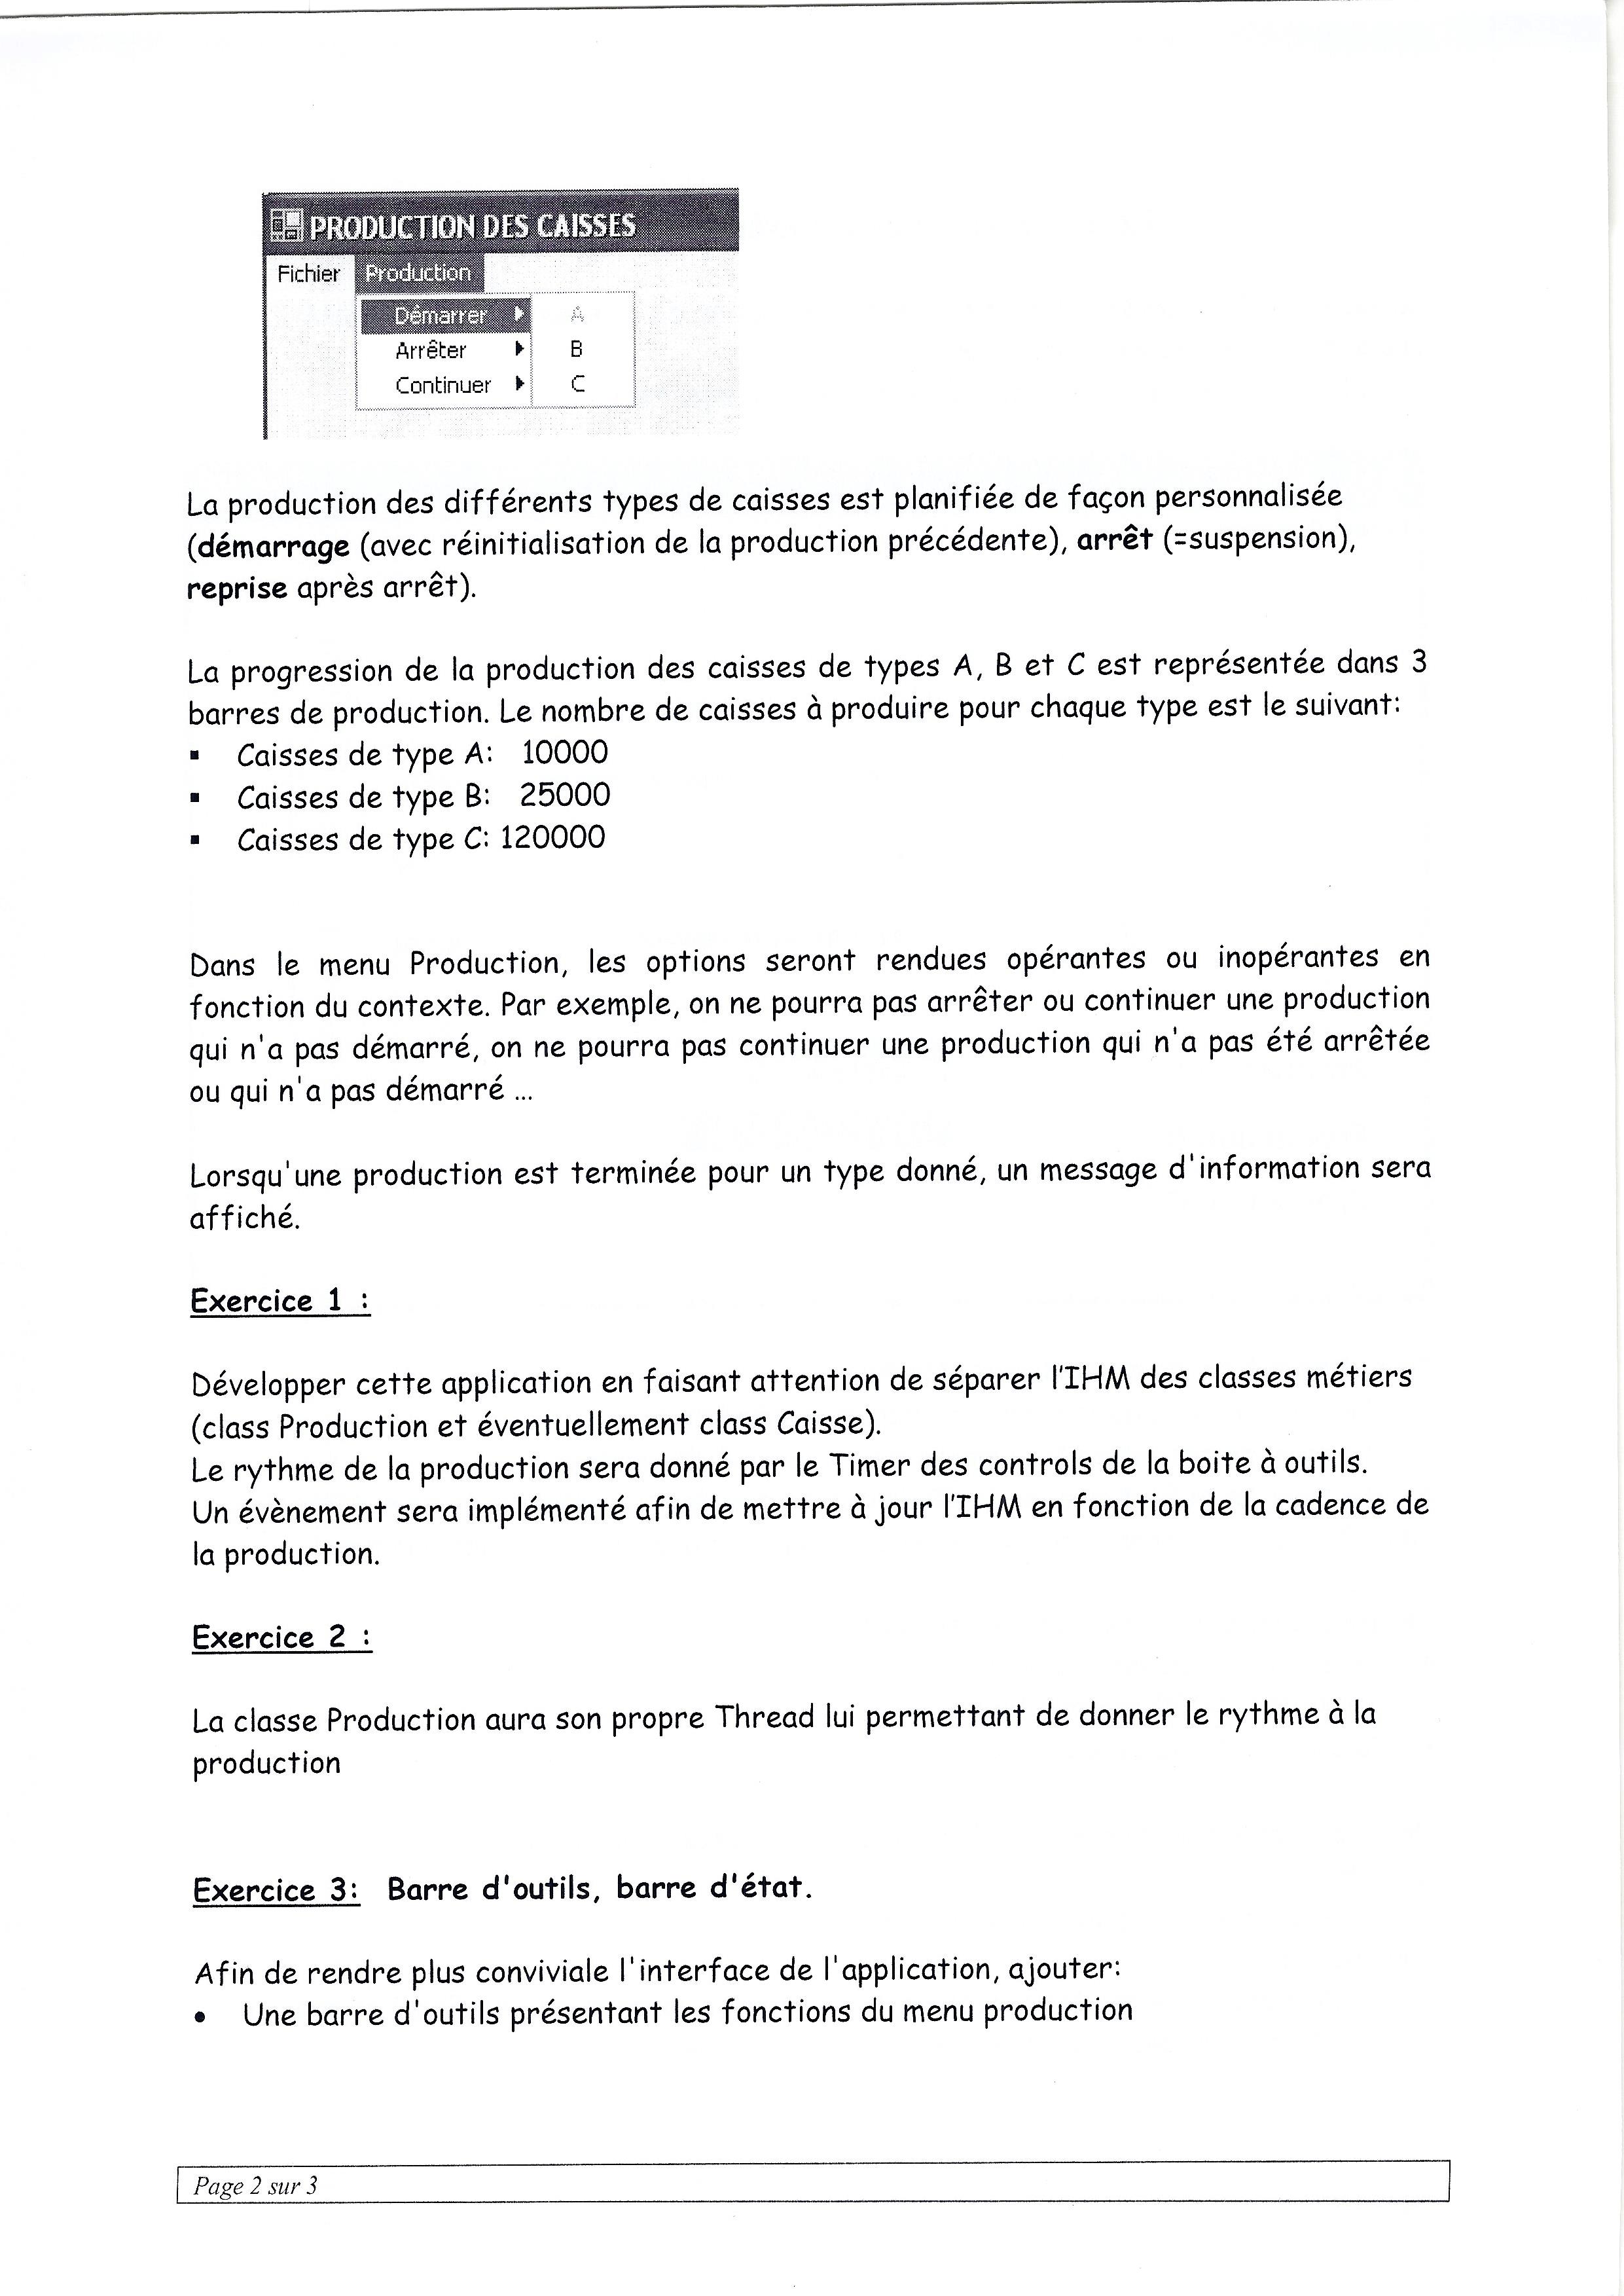 PRODUCTION DES CAISSES
Fichier Production
Démarrer A
Arrêter B
Continuer C
La production des différents types de caisses est planifiée de façon personnalisée
(démarrage (avec réinitialisation de la production précédente), arrêt (=suspension),
reprise après arrêt).
La progression de la production des caisses de types A, B et C est représentée dans 3
barres de production. Le nombre de caisses à produire pour chaque type est le suivant:
▪ Caisses de type A: 10000
▪ Caisses de type B: 25000
▪ Caisses de type C: 120000
Dans le menu Production, les options seront rendues opérantes ou inopérantes en
fonction du contexte. Par exemple, on ne pourra pas arrêter ou continuer une production
qui n'a pas démarré, on ne pourra pas continuer une production qui n'a pas été arrêtée
ou qui n'a pas démarré ...
Lorsqu'une production est terminée pour un type donné, un message d'information sera
affiché.
Exercice 1 :
Développer cette application en faisant attention de séparer l'IHM des classes métiers
(class Production et éventuellement class Caisse).
Le rythme de la production sera donné par le Timer des controls de la boite à outils.
Un évènement sera implémenté afin de mettre à jour l'IHM en fonction de la cadence de
la production.
Exercice 2 :
La classe Production aura son propre Thread lui permettant de donner le rythme à la
production
Exercice 3: Barre d'outils, barre d'état.
Afin de rendre plus conviviale l'interface de l'application, ajouter:
• Une barre d'outils présentant les fonctions du menu production
Page 2 sur 3